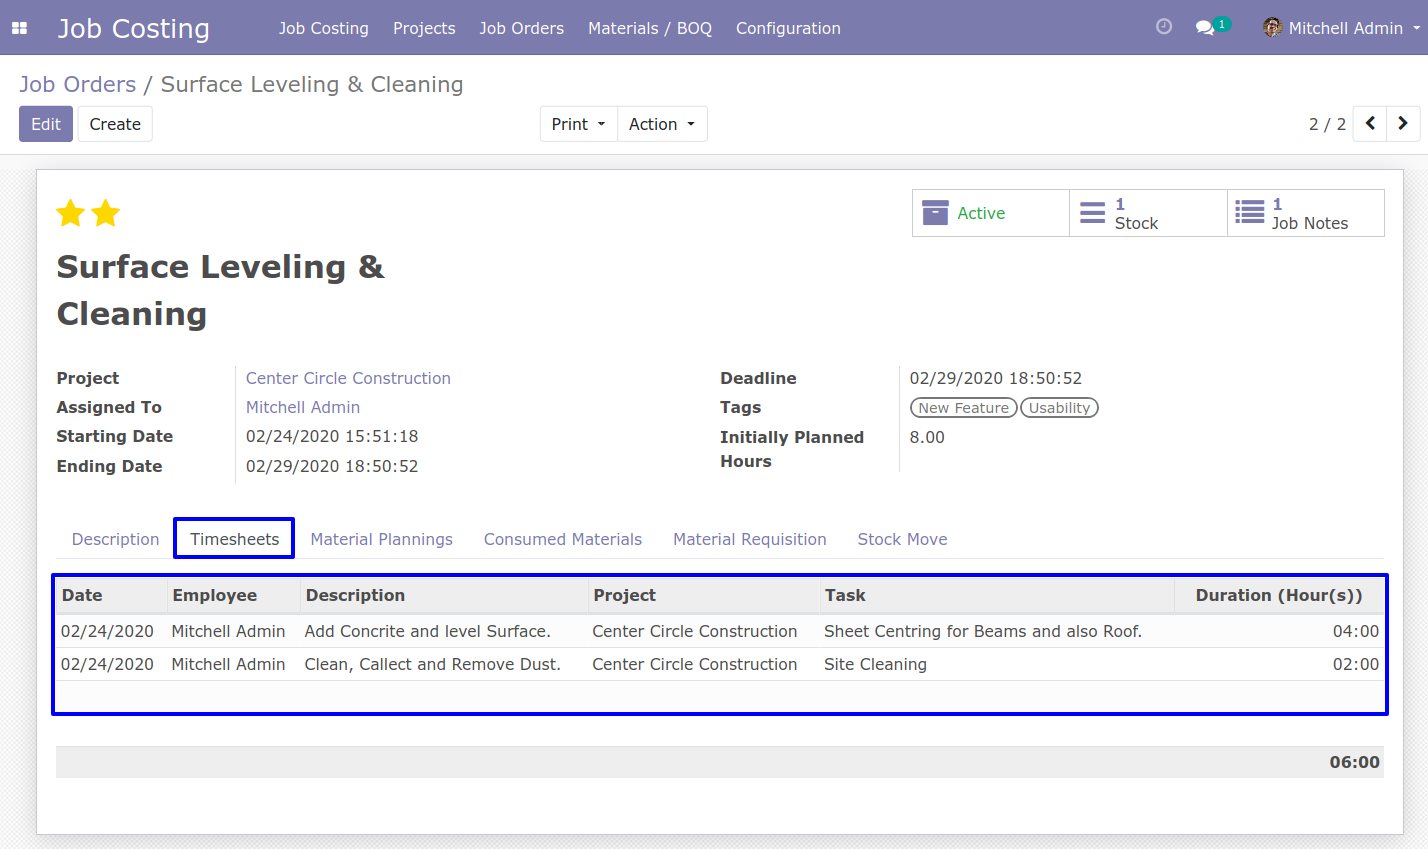 Job Costing Job Costing Projects Job Orders Materials / BOQ Configuration 1 Mitchell Admin
Job Orders / Surface Leveling & Cleaning
Edit Create Print Action 2 / 2
Active 1 Stock 1 Job Notes
Surface Leveling &
Cleaning
Project Center Circle Construction Deadline 02/29/2020 18:50:52
Assigned To Mitchell Admin Tags New Feature Usability
Starting Date 02/24/2020 15:51:18 Initially Planned 8.00
Hours
Ending Date 02/29/2020 18:50:52
Description Timesheets Material Plannings Consumed Materials Material Requisition Stock Move
Date Employee Description Project Task Duration (Hour(s))
02/24/2020 Mitchell Admin Add Concrite and level Surface. Center Circle Construction Sheet Centring for Beams and also Roof. 04:00
02/24/2020 Mitchell Admin Clean, Callect and Remove Dust. Center Circle Construction Site Cleaning 02:00
06:00